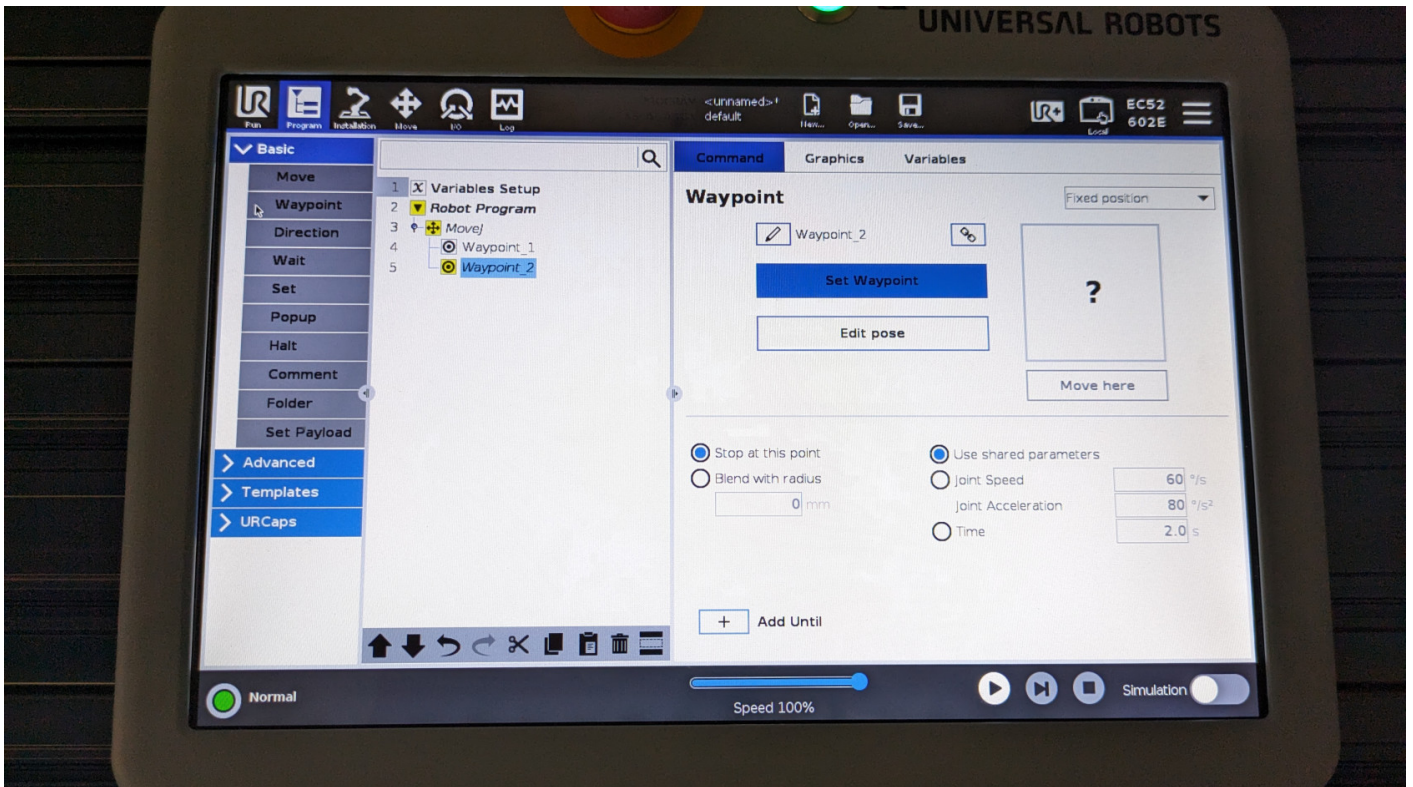 UNIVERSAL ROBOTS
UR
Run
Program
Installation
Move
I/O
Log
<unnamed>*
default
New...
Open...
Save...
UR+
Local
EC52
602E
Basic
Move
Waypoint
Direction
Wait
Set
Popup
Halt
Comment
Folder
Set Payload
Advanced
Templates
URCaps
1 X Variables Setup
2 Robot Program
3 MoveJ
4 Waypoint_1
5 Waypoint_2
Command Graphics Variables
Waypoint
Fixed position
Waypoint_2
Set Waypoint
?
Edit pose
Move here
Stop at this point
Blend with radius
0 mm
Use shared parameters
Joint Speed 60 °/s
Joint Acceleration 80 °/s²
Time 2.0 s
+ Add Until
Normal
Speed 100%
Simulation